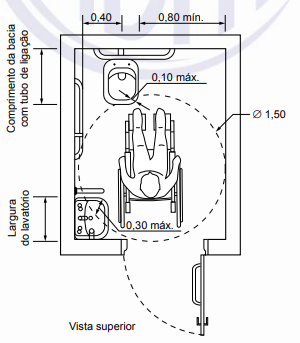 0,40
0,80 mín.
Comprimento da bacia
com tubo de ligação
0,10 máx.
Ø 1,50
Largura
do lavatório
0,30 máx.
Vista superior